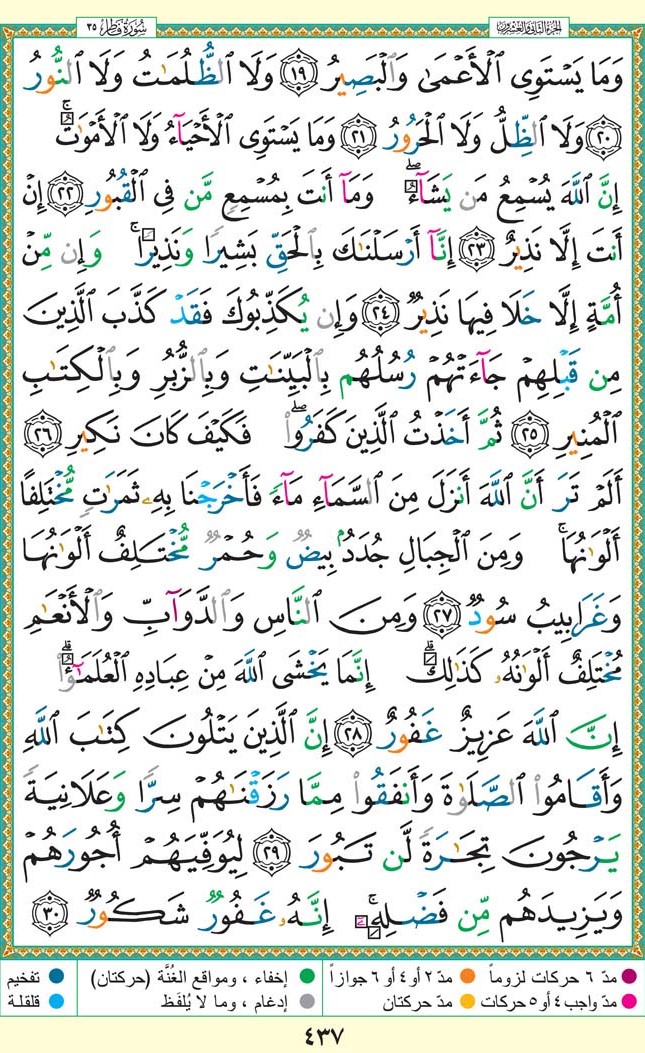 سُورَةُ فَاطِرٍ ٣٥
الجزء الثاني والعشرون
وَمَا يَسْتَوِى ٱلْأَعْمَىٰ وَٱلْبَصِيرُ ١٩ وَلَا ٱلظُّلُمَٰتُ وَلَا ٱلنُّورُ
٢٠ وَلَا ٱلظِّلُّ وَلَا ٱلْحَرُورُ ٢١ وَمَا يَسْتَوِى ٱلْأَحْيَآءُ وَلَا ٱلْأَمْوَٰتُ ۚ
إِنَّ ٱللَّهَ يُسْمِعُ مَن يَشَآءُ ۖ وَمَآ أَنتَ بِمُسْمِعٍ مَّن فِى ٱلْقُبُورِ ٢٢ إِنْ
أَنتَ إِلَّا نَذِيرٌ ٢٣ إِنَّآ أَرْسَلْنَٰكَ بِٱلْحَقِّ بَشِيرًا وَنَذِيرًا ۚ وَإِن مِّنْ
أُمَّةٍ إِلَّا خَلَا فِيهَا نَذِيرٌ ٢٤ وَإِن يُكَذِّبُوكَ فَقَدْ كَذَّبَ ٱلَّذِينَ
مِن قَبْلِهِمْ جَآءَتْهُمْ رُسُلُهُم بِٱلْبَيِّنَٰتِ وَبِٱلزُّبُرِ وَبِٱلْكِتَٰبِ
ٱلْمُنِيرِ ٢٥ ثُمَّ أَخَذْتُ ٱلَّذِينَ كَفَرُوا۟ ۖ فَكَيْفَ كَانَ نَكِيرِ ٢٦
أَلَمْ تَرَ أَنَّ ٱللَّهَ أَنزَلَ مِنَ ٱلسَّمَآءِ مَآءً فَأَخْرَجْنَا بِهِۦ ثَمَرَٰتٍ مُّخْتَلِفًا
أَلْوَٰنُهَا ۚ وَمِنَ ٱلْجِبَالِ جُدَدٌۢ بِيضٌ وَحُمْرٌ مُّخْتَلِفٌ أَلْوَٰنُهَا
وَغَرَابِيبُ سُودٌ ٢٧ وَمِنَ ٱلنَّاسِ وَٱلدَّوَآبِّ وَٱلْأَنْعَٰمِ
مُخْتَلِفٌ أَلْوَٰنُهُۥ كَذَٰلِكَ ۗ إِنَّمَا يَخْشَى ٱللَّهَ مِنْ عِبَادِهِ ٱلْعُلَمَٰٓؤُا۟ ۗ
إِنَّ ٱللَّهَ عَزِيزٌ غَفُورٌ ٢٨ إِنَّ ٱلَّذِينَ يَتْلُونَ كِتَٰبَ ٱللَّهِ
وَأَقَامُوا۟ ٱلصَّلَوٰةَ وَأَنفَقُوا۟ مِمَّا رَزَقْنَٰهُمْ سِرًّا وَعَلَانِيَةً
يَرْجُونَ تِجَٰرَةً لَّن تَبُورَ ٢٩ لِيُوَفِّيَهُمْ أُجُورَهُمْ
وَيَزِيدَهُم مِّن فَضْلِهِۦٓ ۚ إِنَّهُۥ غَفُورٌ شَكُورٌ ٣٠
مدّ ٦ حركات لزوماً مدّ ٢ أو ٤ أو ٦ جوازاً إخفاء ، ومواقع الغُنَّة (حركتان) تفخيم
مدّ واجب ٤ أو ٥ حركات مدّ حركتان إدغام ، وما لا يُلفَظ قلقلة
٤٣٧